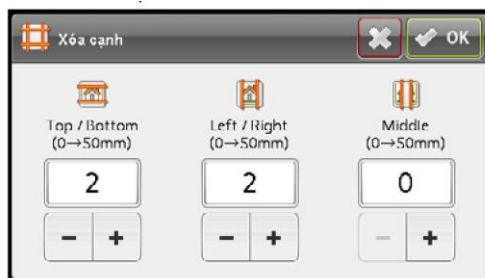 Xóa cạnh
OK
Top / Bottom
(0→50mm)
Left / Right
(0→50mm)
Middle
(0→50mm)
2
2
0
− +
− +
− +